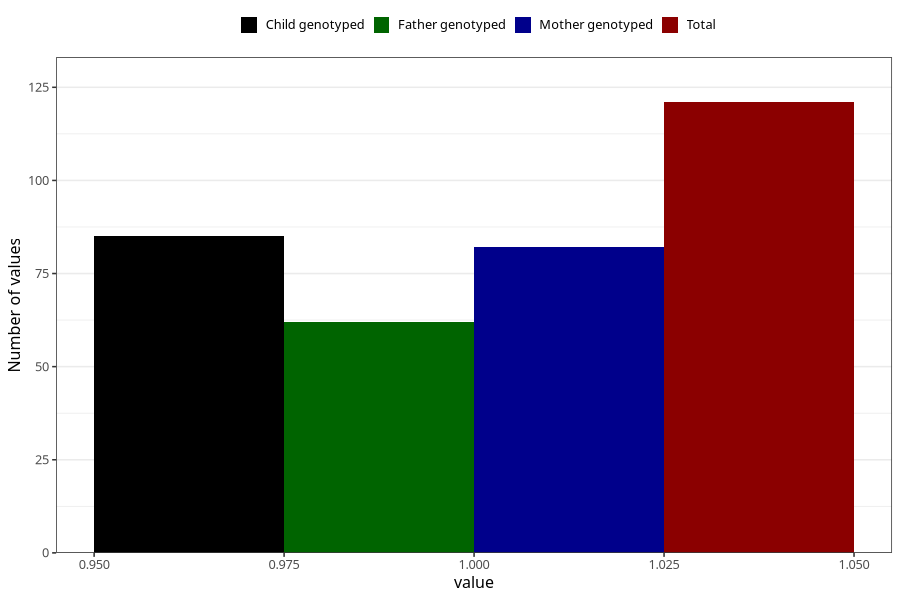 Child genotyped Father genotyped Mother genotyped Total
Number of values
125
100
75
50
25
0
0.950 0.975 1.000 1.025 1.050
value